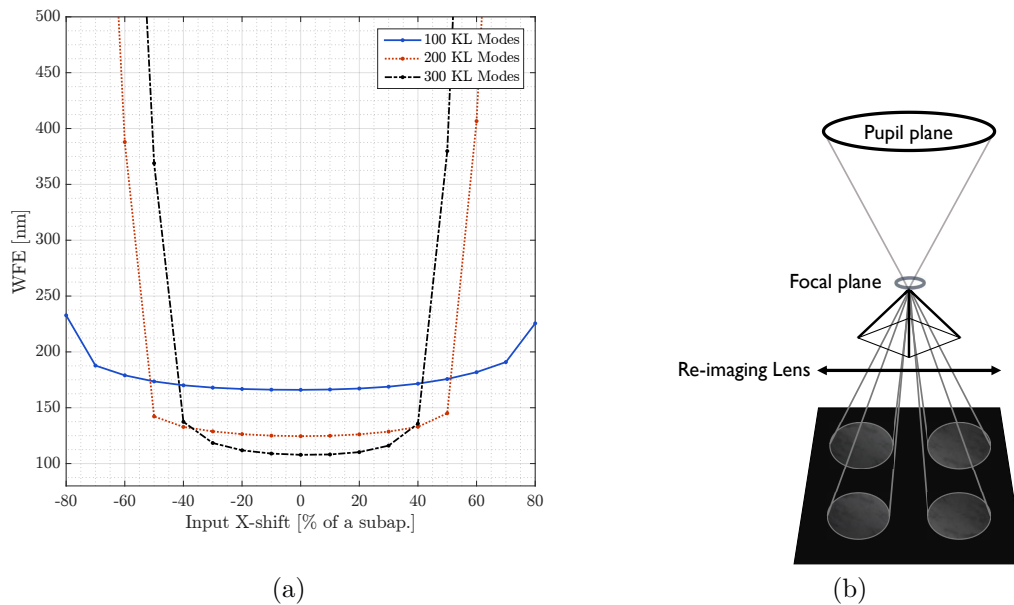 500
450
400
350
300
250
200
150
100
WFE [nm]
-80 -60 -40 -20 0 20 40 60 80
Input X-shift [% of a subap.]
100 KL Modes
200 KL Modes
300 KL Modes
(a)
Pupil plane
Focal plane
Re-imaging Lens
(b)